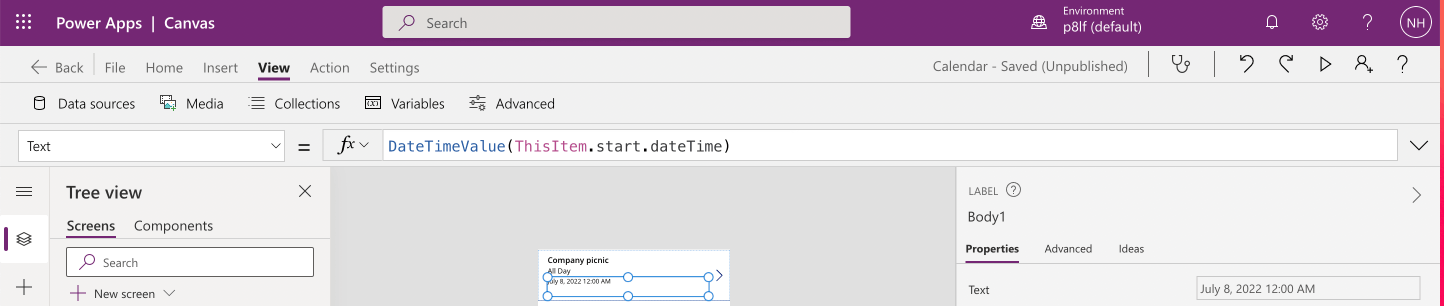 Power Apps | Canvas
Search
Environment
p8lf (default)
NH
Back File Home Insert View Action Settings
Calendar - Saved (Unpublished)
Data sources Media Collections Variables Advanced
Text = fx DateTimeValue(ThisItem.start.dateTime)
Tree view
Screens Components
Search
New screen
Company picnic
All Day
July 8, 2022 12:00 AM
LABEL
Body1
Properties Advanced Ideas
Text July 8, 2022 12:00 AM